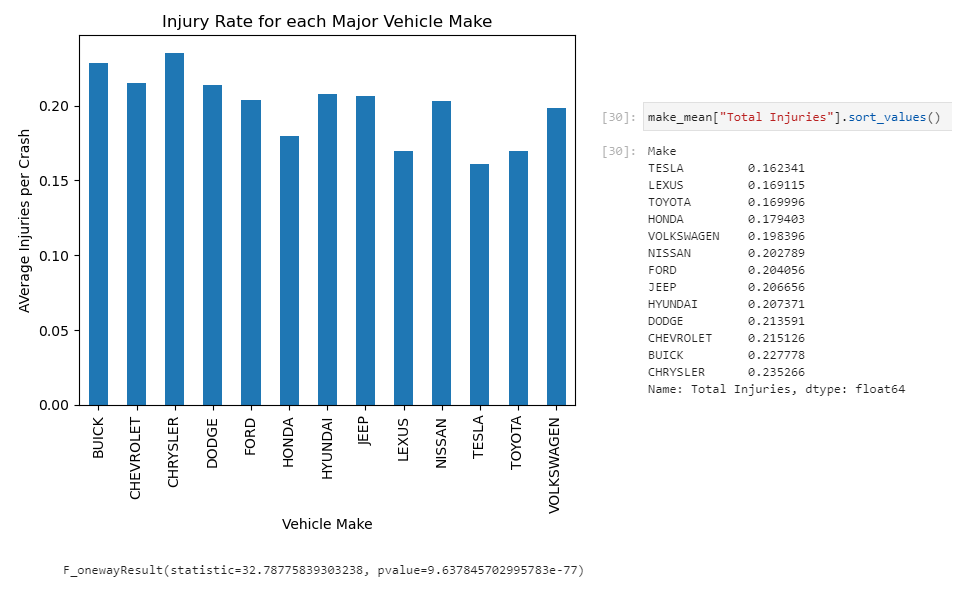 Injury Rate for each Major Vehicle Make
AVerage Injuries per Crash
0.20
0.15
0.10
0.05
0.00
BUICK
CHEVROLET
CHRYSLER
DODGE
FORD
HONDA
HYUNDAI
JEEP
LEXUS
NISSAN
TESLA
TOYOTA
VOLKSWAGEN
Vehicle Make
[30]: make_mean["Total Injuries"].sort_values()
[30]: Make
TESLA 0.162341
LEXUS 0.169115
TOYOTA 0.169996
HONDA 0.179403
VOLKSWAGEN 0.198396
NISSAN 0.202789
FORD 0.204056
JEEP 0.206656
HYUNDAI 0.207371
DODGE 0.213591
CHEVROLET 0.215126
BUICK 0.227778
CHRYSLER 0.235266
Name: Total Injuries, dtype: float64
F_onewayResult(statistic=32.78775839303238, pvalue=9.637845702995783e-77)